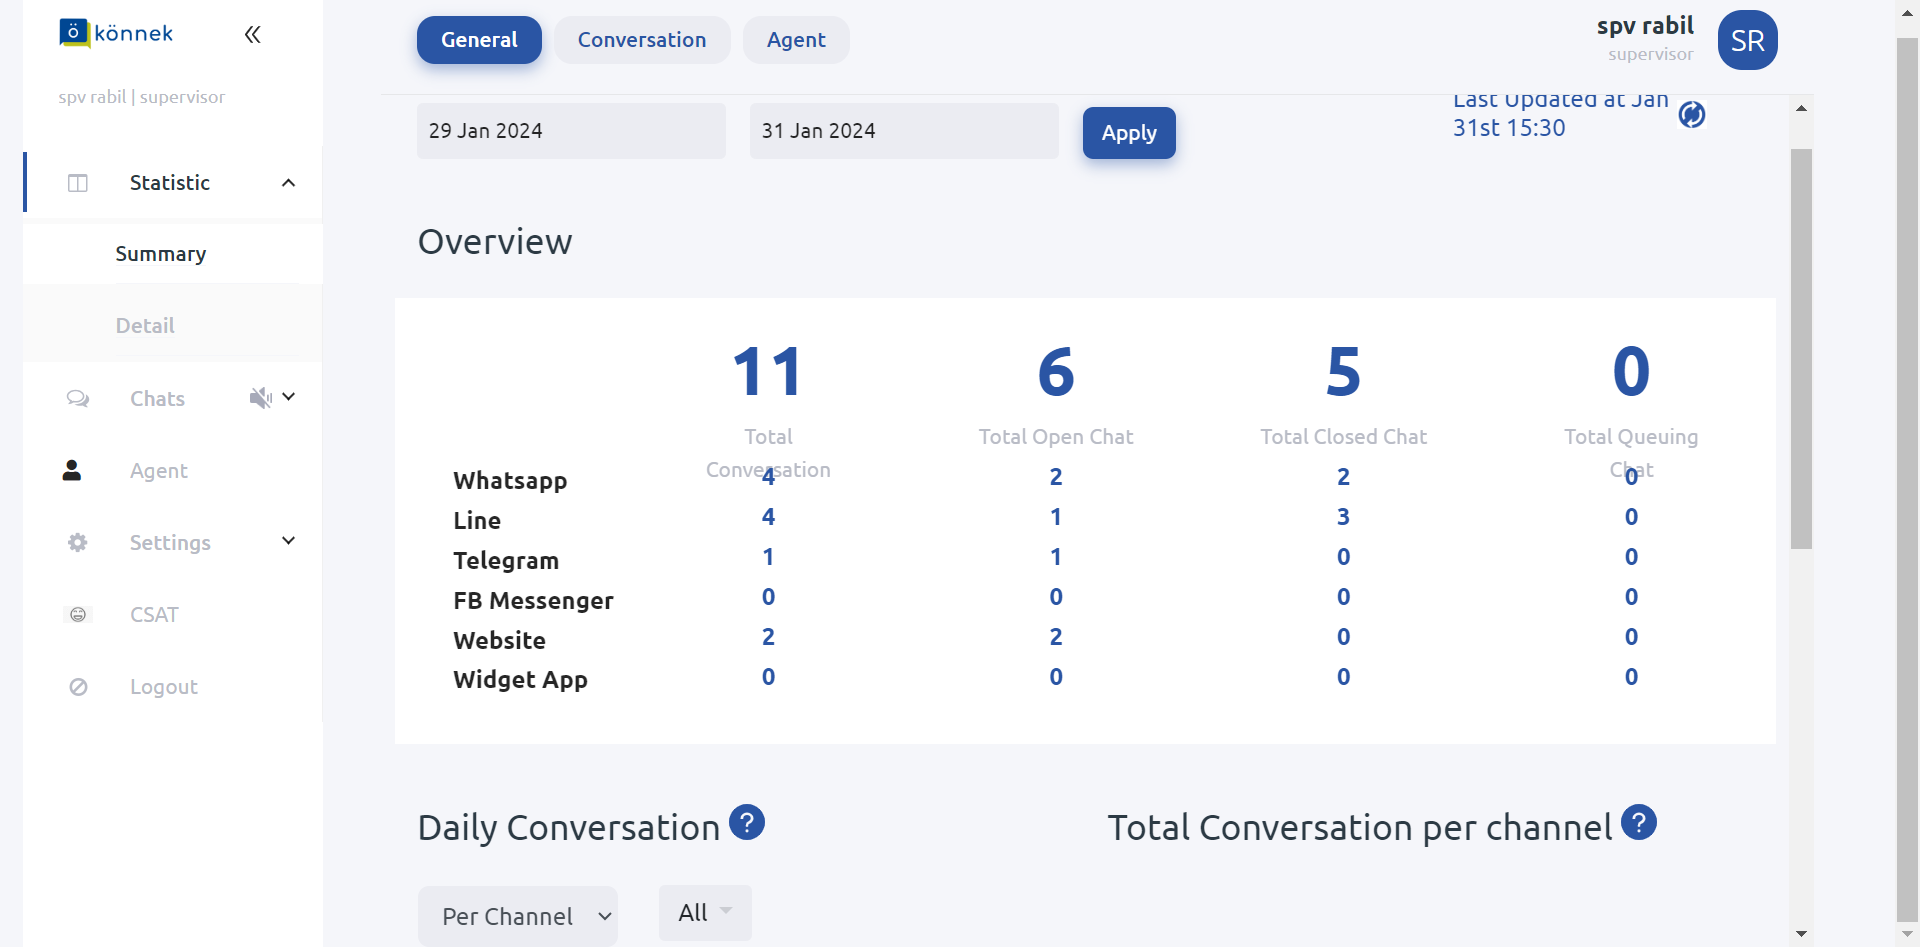 könnek
spv rabil | supervisor
Statistic
Summary
Detail
Chats
Agent
Settings
CSAT
Logout
General Conversation Agent
spv rabil
supervisor
SR
29 Jan 2024 31 Jan 2024 Apply
Last Updated at Jan
31st 15:30
Overview
11 6 5 0
Total Total Open Chat Total Closed Chat Total Queuing
Conversation Chat
Whatsapp 4 2 2 0
Line 4 1 3 0
Telegram 1 1 0 0
FB Messenger 0 0 0 0
Website 2 2 0 0
Widget App 0 0 0 0
Daily Conversation ?
Total Conversation per channel ?
Per Channel All